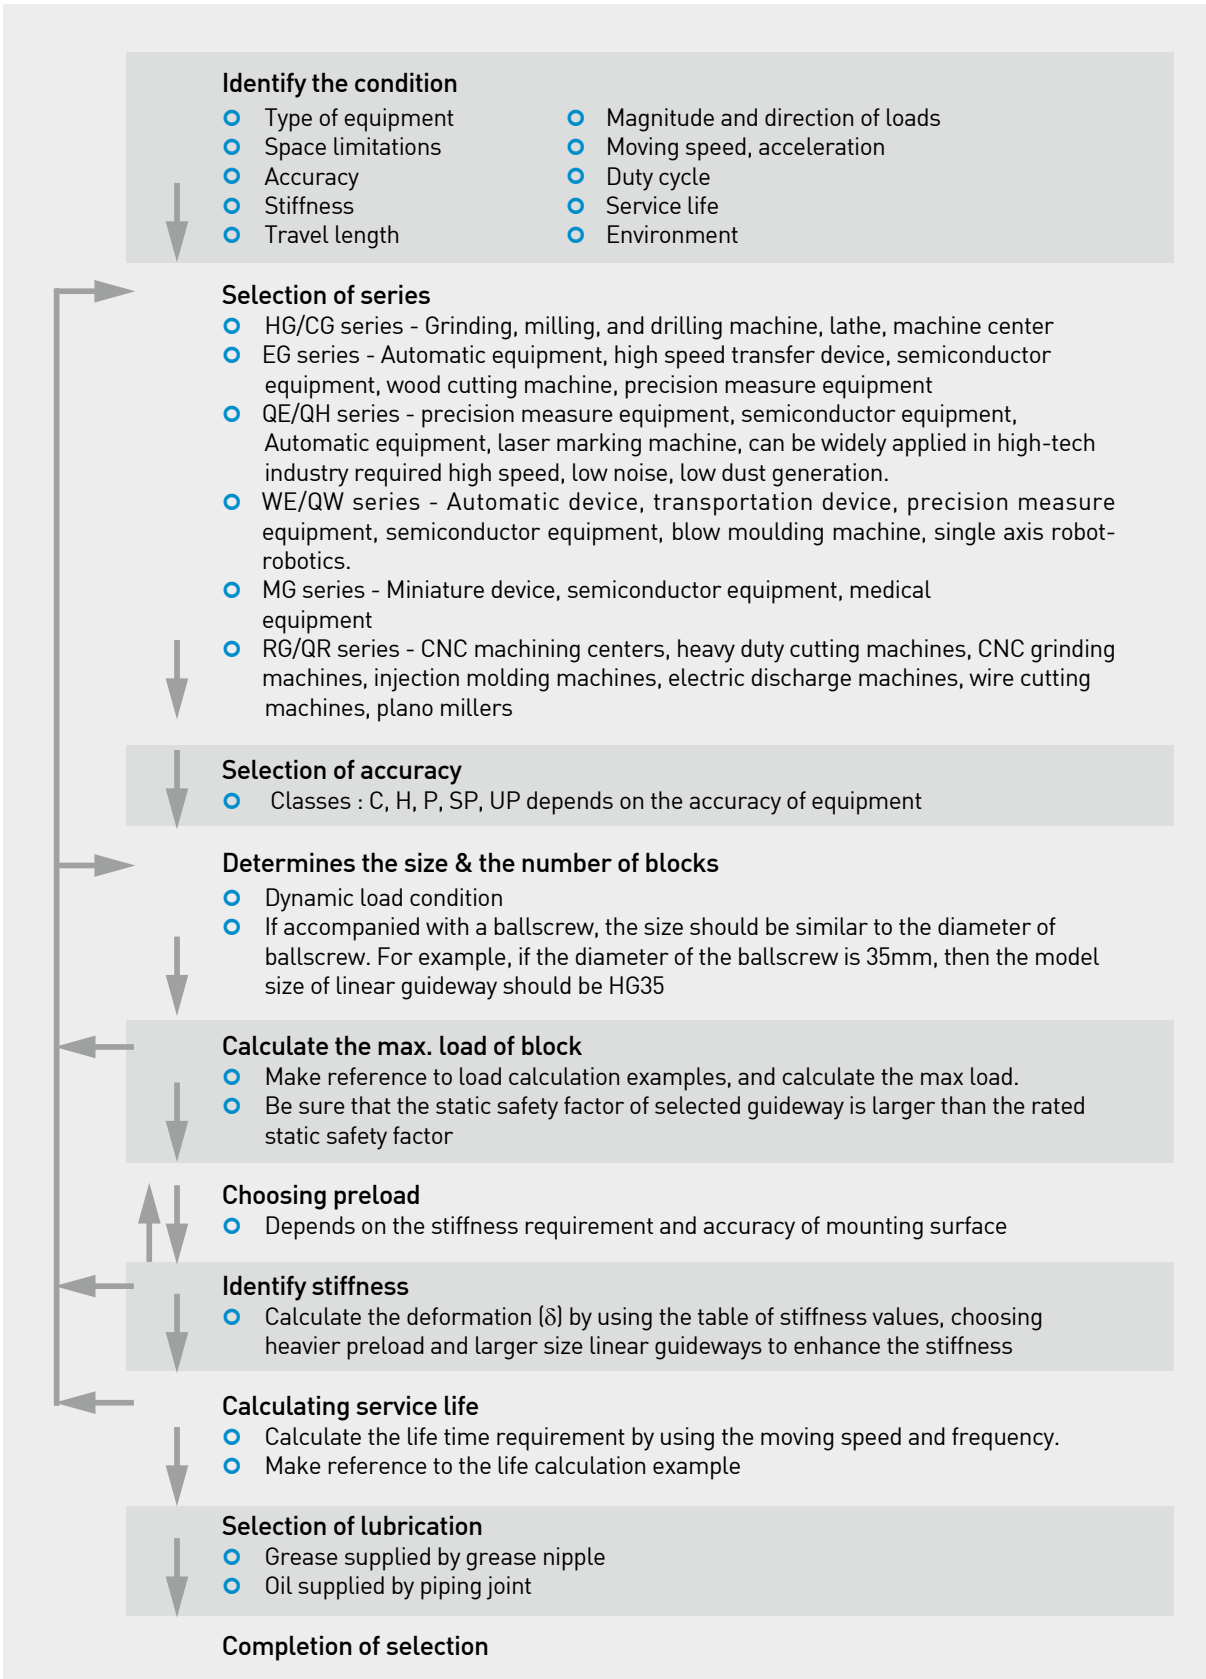 Identify the condition
Type of equipment
Space limitations
Accuracy
Stiffness
Travel length
Magnitude and direction of loads
Moving speed, acceleration
Duty cycle
Service life
Environment
Selection of series
HG/CG series - Grinding, milling, and drilling machine, lathe, machine center
EG series - Automatic equipment, high speed transfer device, semiconductor
equipment, wood cutting machine, precision measure equipment
QE/QH series - precision measure equipment, semiconductor equipment,
Automatic equipment, laser marking machine, can be widely applied in high-tech
industry required high speed, low noise, low dust generation.
WE/QW series - Automatic device, transportation device, precision measure
equipment, semiconductor equipment, blow moulding machine, single axis robot-
robotics.
MG series - Miniature device, semiconductor equipment, medical
equipment
RG/QR series - CNC machining centers, heavy duty cutting machines, CNC grinding
machines, injection molding machines, electric discharge machines, wire cutting
machines, plano millers
Selection of accuracy
Classes : C, H, P, SP, UP depends on the accuracy of equipment
Determines the size & the number of blocks
Dynamic load condition
If accompanied with a ballscrew, the size should be similar to the diameter of
ballscrew. For example, if the diameter of the ballscrew is 35mm, then the model
size of linear guideway should be HG35
Calculate the max. load of block
Make reference to load calculation examples, and calculate the max load.
Be sure that the static safety factor of selected guideway is larger than the rated
static safety factor
Choosing preload
Depends on the stiffness requirement and accuracy of mounting surface
Identify stiffness
Calculate the deformation (δ) by using the table of stiffness values, choosing
heavier preload and larger size linear guideways to enhance the stiffness
Calculating service life
Calculate the life time requirement by using the moving speed and frequency.
Make reference to the life calculation example
Selection of lubrication
Grease supplied by grease nipple
Oil supplied by piping joint
Completion of selection